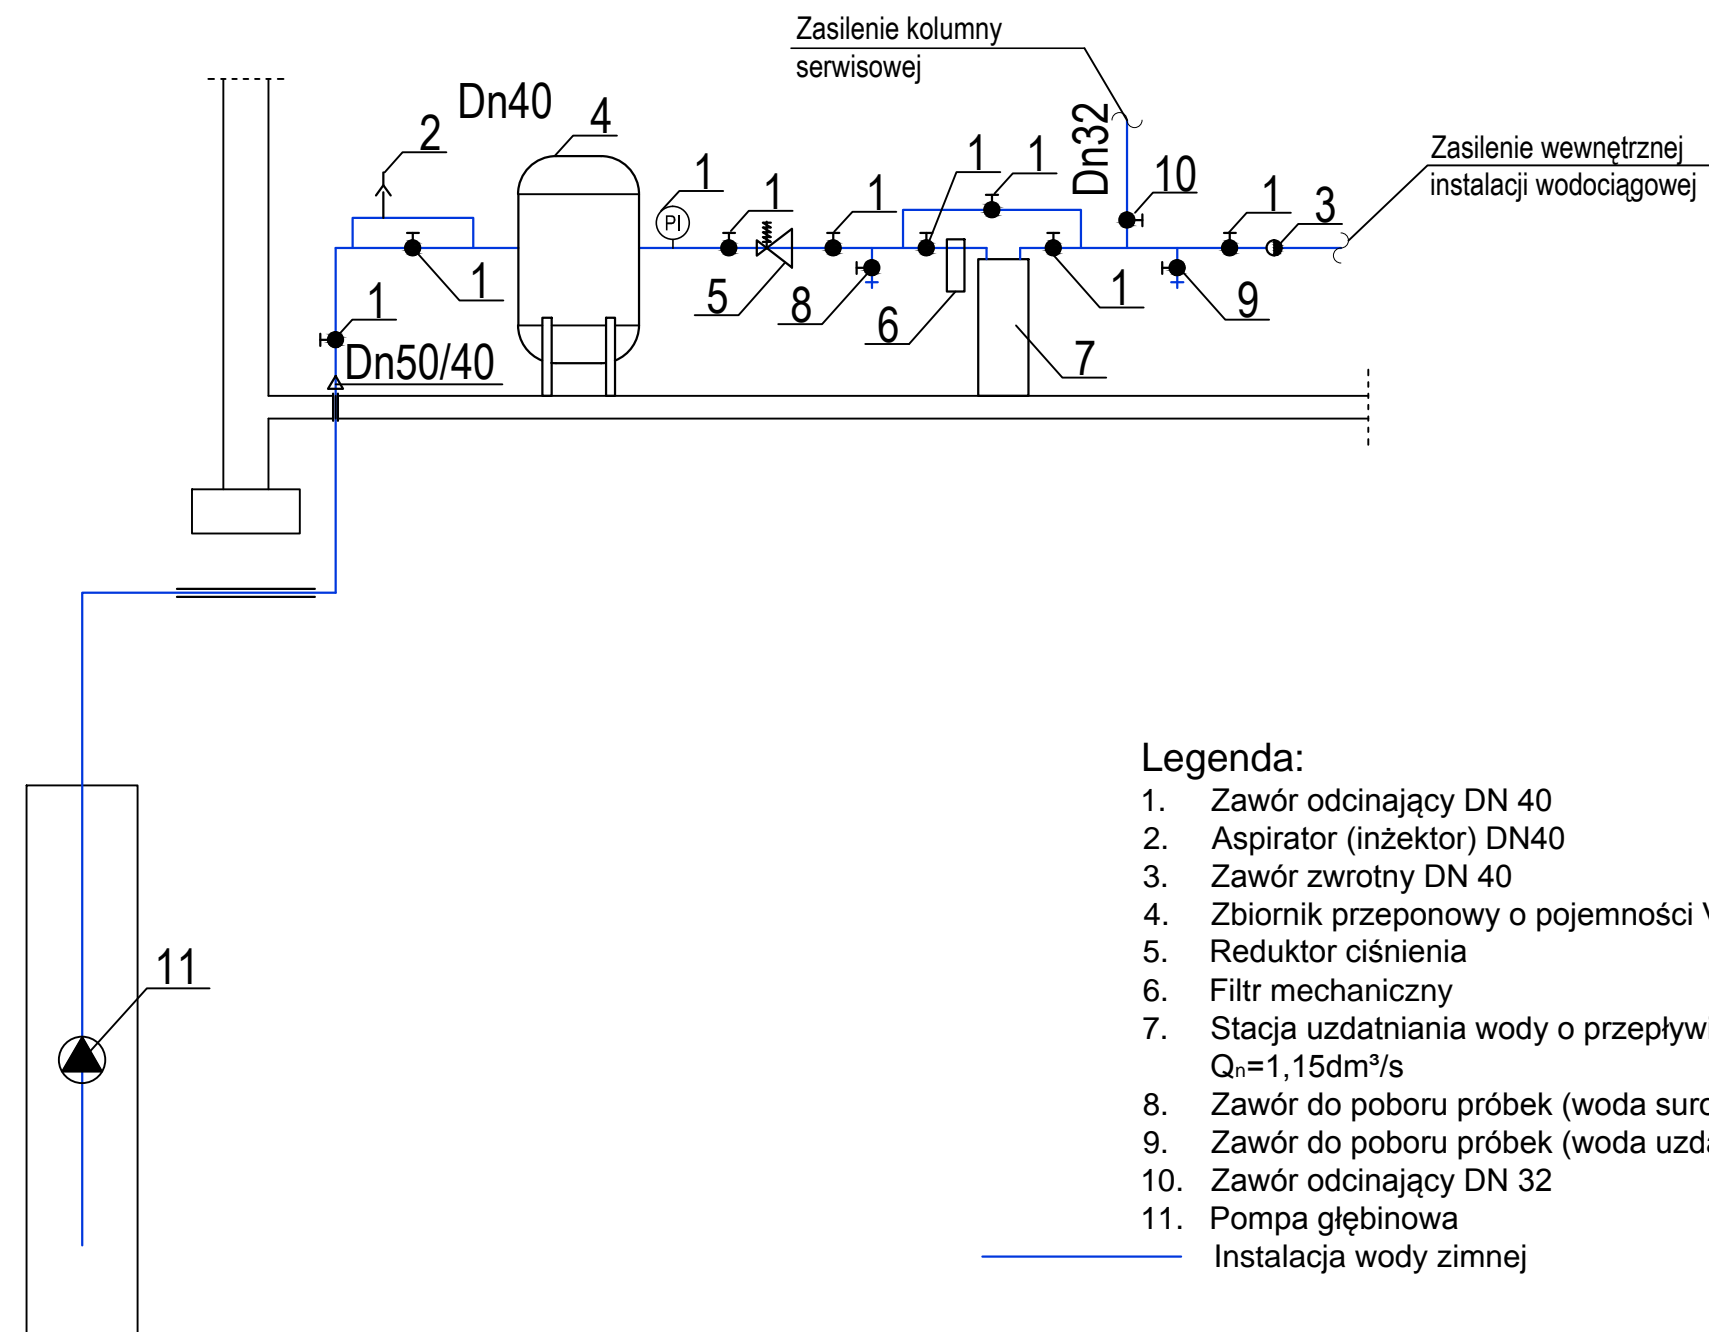 Zasilenie kolumny
serwisowej
Dn40
4
2
Dn32
Zasilenie wewnętrznej
instalacji wodociągowej
1
1
1
1
1
10
1
3
PI
1
5
8
6
1
9
1
7
Dn50/40
11
Legenda:
1. Zawór odcinający DN 40
2. Aspirator (inżektor) DN40
3. Zawór zwrotny DN 40
4. Zbiornik przeponowy o pojemności
5. Reduktor ciśnienia
6. Filtr mechaniczny
7. Stacja uzdatniania wody o przepływi
Qn=1,15dm³/s
8. Zawór do poboru próbek (woda suro
9. Zawór do poboru próbek (woda uzda
10. Zawór odcinający DN 32
11. Pompa głębinowa
Instalacja wody zimnej